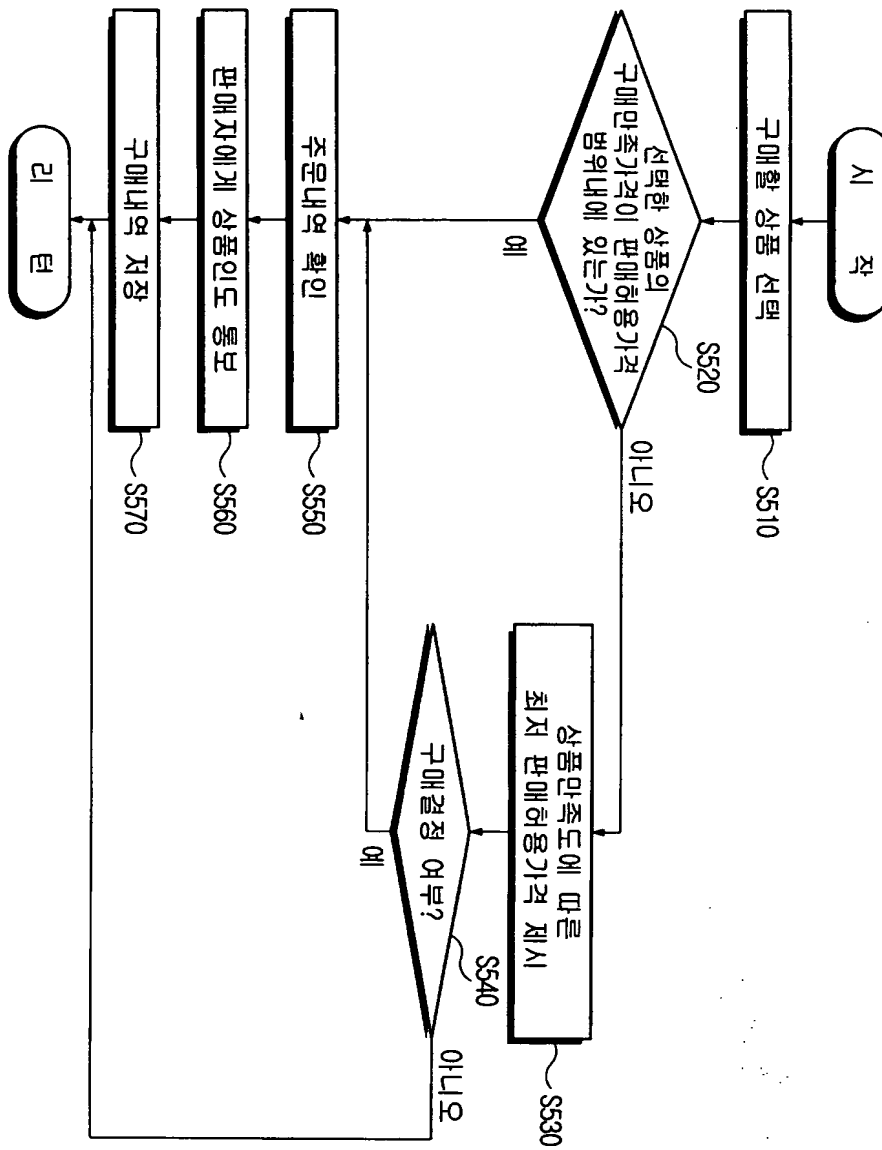 시 작
구매할 상품 선택
S510
선택한 상품의
구매만족가격이 판매허용가격
범위내에 있는가?
S520
아니오
예
상품만족도에 따른
최저 판매허용가격 제시
S530
구매결정 여부?
S540
아니오
예
주문내역 확인
S550
판매자에게 상품인도 통보
S560
구매내역 저장
S570
리 턴